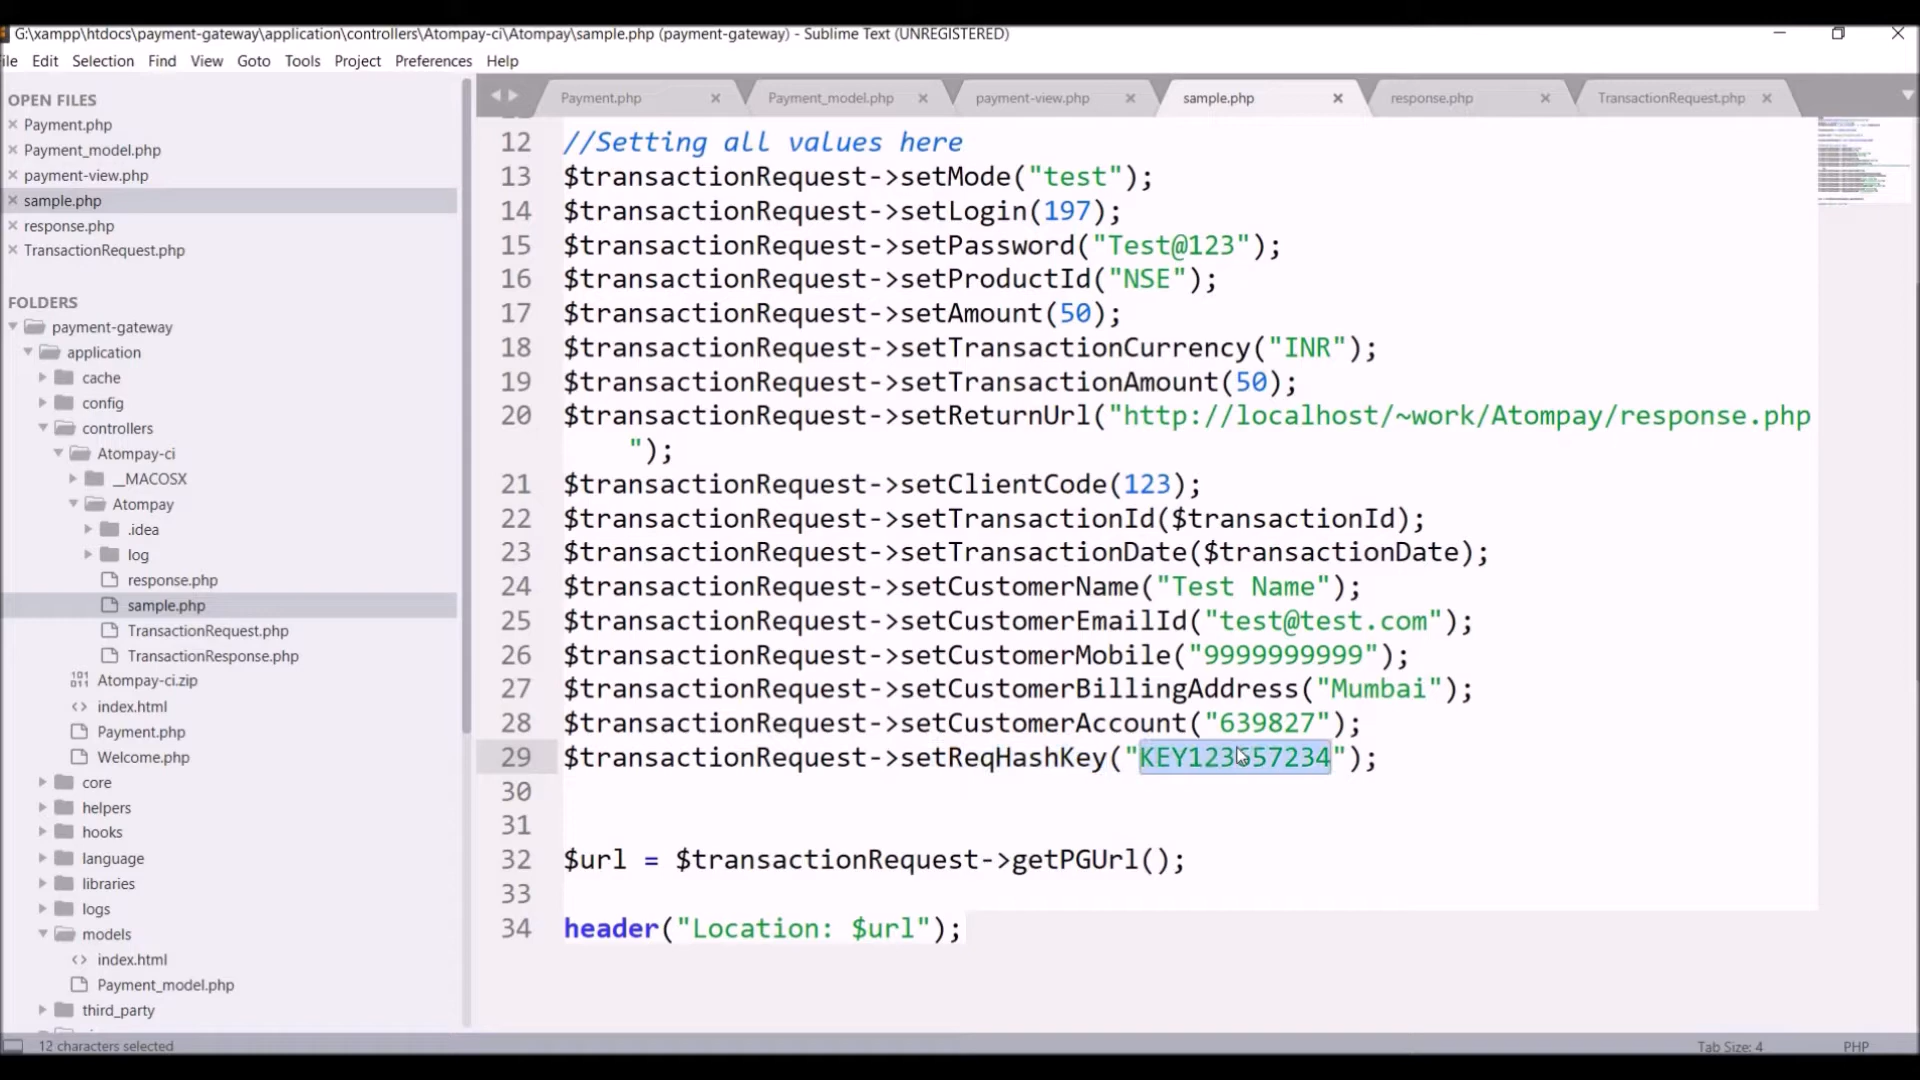 G:\xampp\htdocs\payment-gateway\application\controllers\Atompay-ci\Atompay\sample.php (payment-gateway) - Sublime Text (UNREGISTERED)
ile Edit Selection Find View Goto Tools Project Preferences Help
OPEN FILES
Payment.php
Payment_model.php
payment-view.php
sample.php
response.php
TransactionRequest.php
FOLDERS
payment-gateway
application
cache
config
controllers
Atompay-ci
__MACOSX
Atompay
.idea
log
response.php
sample.php
TransactionRequest.php
TransactionResponse.php
Atompay-ci.zip
index.html
Payment.php
Welcome.php
core
helpers
hooks
language
libraries
logs
models
index.html
Payment_model.php
third_party
Payment.php Payment_model.php payment-view.php sample.php response.php TransactionRequest.php
12 //Setting all values here
13 $transactionRequest->setMode("test");
14 $transactionRequest->setLogin(197);
15 $transactionRequest->setPassword("Test@123");
16 $transactionRequest->setProductId("NSE");
17 $transactionRequest->setAmount(50);
18 $transactionRequest->setTransactionCurrency("INR");
19 $transactionRequest->setTransactionAmount(50);
20 $transactionRequest->setReturnUrl("http://localhost/~work/Atompay/response.php
");
21 $transactionRequest->setClientCode(123);
22 $transactionRequest->setTransactionId($transactionId);
23 $transactionRequest->setTransactionDate($transactionDate);
24 $transactionRequest->setCustomerName("Test Name");
25 $transactionRequest->setCustomerEmailId("test@test.com");
26 $transactionRequest->setCustomerMobile("9999999999");
27 $transactionRequest->setCustomerBillingAddress("Mumbai");
28 $transactionRequest->setCustomerAccount("639827");
29 $transactionRequest->setReqHashKey("KEY123657234");
30
31
32 $url = $transactionRequest->getPGUrl();
33
34 header("Location: $url");
12 characters selected
Tab Size: 4
PHP